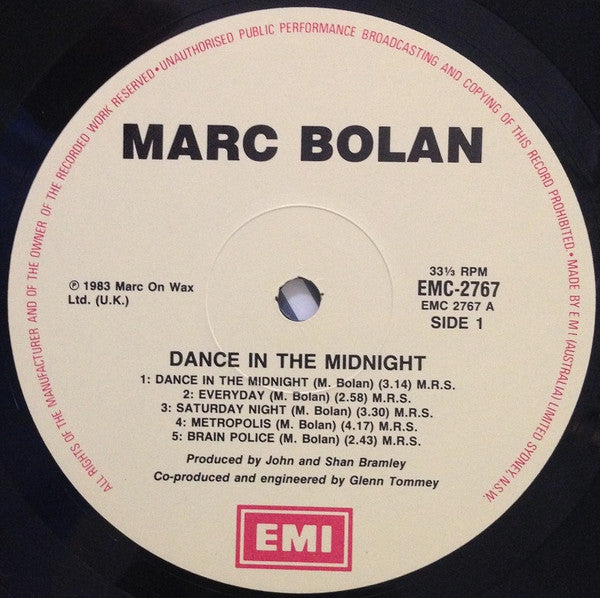 ALL RIGHTS OF THE MANUFACTURER AND OF THE OWNER OF THE RECORDED WORK RESERVED • UNAUTHORISED PUBLIC PERFORMANCE BROADCASTING AND COPYING OF THIS RECORD PROHIBITED. • MADE BY E M I (AUSTRALIA) LIMITED SYDNEY, N.S.W.
MARC BOLAN
℗ 1983 Marc On Wax
Ltd. (U.K.)
33⅓ RPM
EMC-2767
EMC 2767 A
SIDE 1
DANCE IN THE MIDNIGHT
1: DANCE IN THE MIDNIGHT (M. Bolan) (3.14) M.R.S.
2: EVERYDAY (M. Bolan) (2.58) M.R.S.
3: SATURDAY NIGHT (M. Bolan) (3.30) M.R.S.
4: METROPOLIS (M. Bolan) (4.17) M.R.S.
5: BRAIN POLICE (M. Bolan) (2.43) M.R.S.
Produced by John and Shan Bramley
Co-produced and engineered by Glenn Tommey
EMI